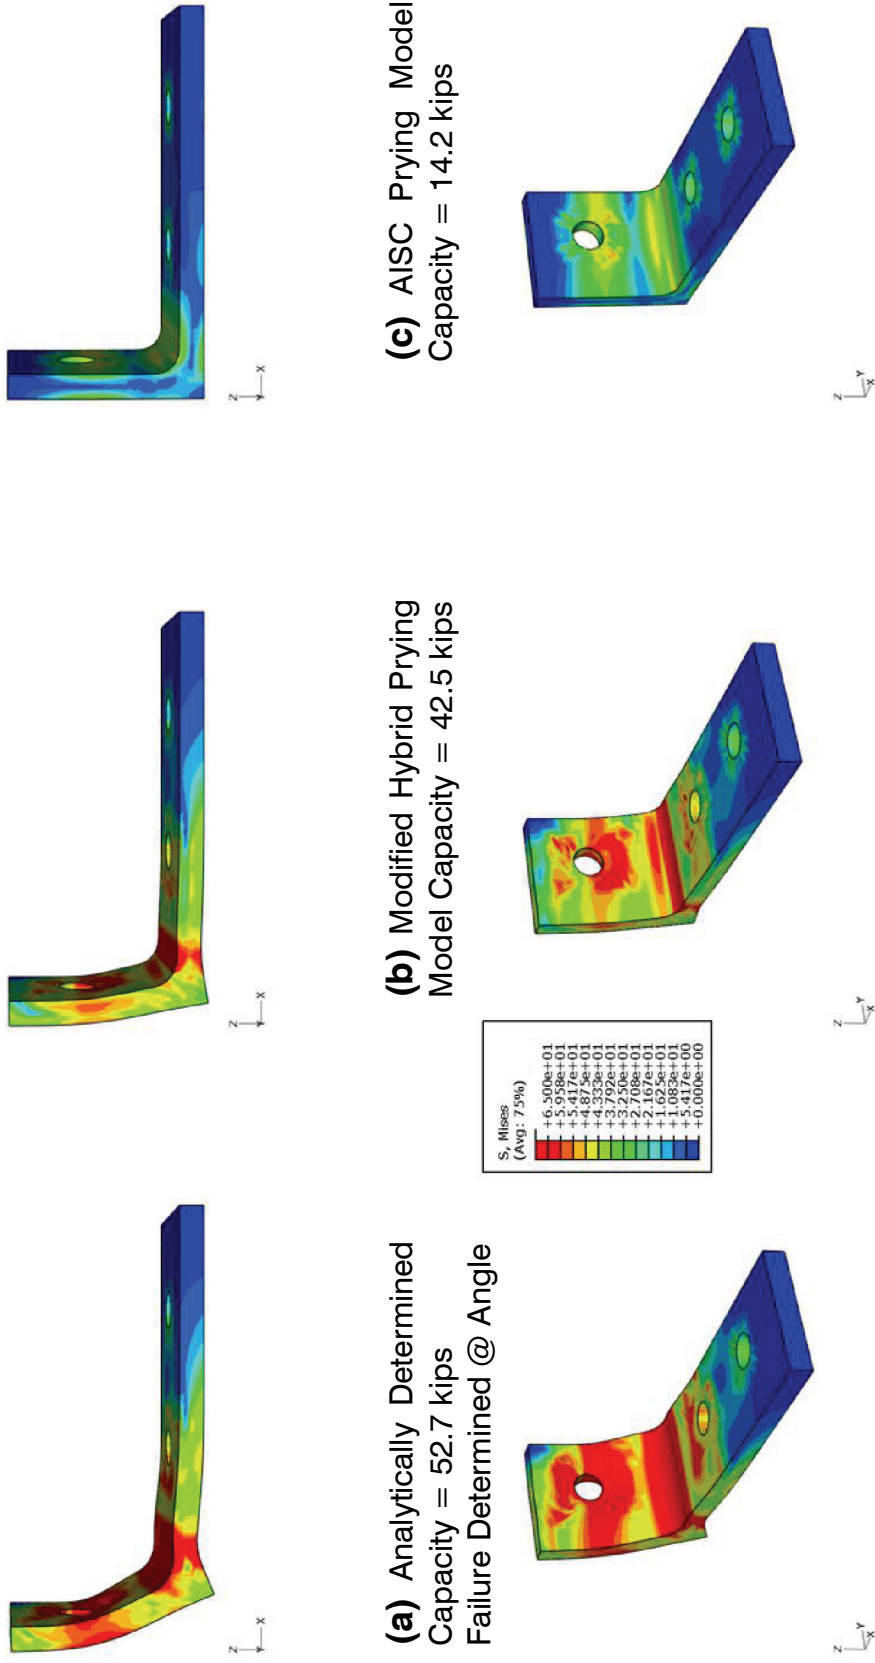 (a) Analytically Determined
Capacity = 52.7 kips
Failure Determined @ Angle
(b) Modified Hybrid Prying
Model Capacity = 42.5 kips
(c) AISC Prying Model
Capacity = 14.2 kips
S, Mises
(Avg: 75%)
+6.500e+01
+5.958e+01
+5.417e+01
+4.875e+01
+4.333e+01
+3.792e+01
+3.250e+01
+2.708e+01
+2.167e+01
+1.625e+01
+1.083e+01
+5.417e+00
+0.000e+00
Z
Y
X
Z
Y
X
Z
Y
X
Z
Y
X
Z
Y
X
Z
Y
X